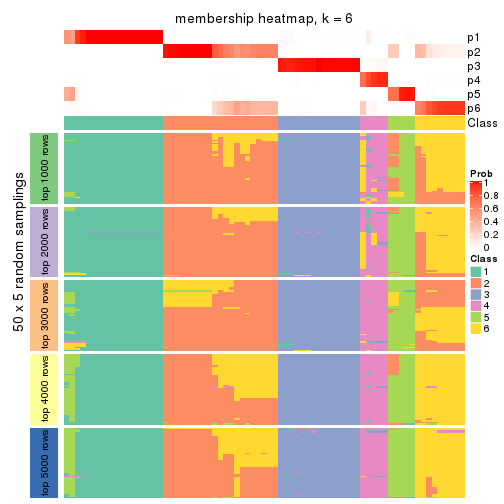 membership heatmap, k = 6
p1
p2
p3
p4
p5
p6
Class
50 x 5 random samplings
top 1000 rows
top 2000 rows
top 3000 rows
top 4000 rows
top 5000 rows
Prob
1
0.8
0.6
0.4
0.2
0
Class
1
2
3
4
5
6